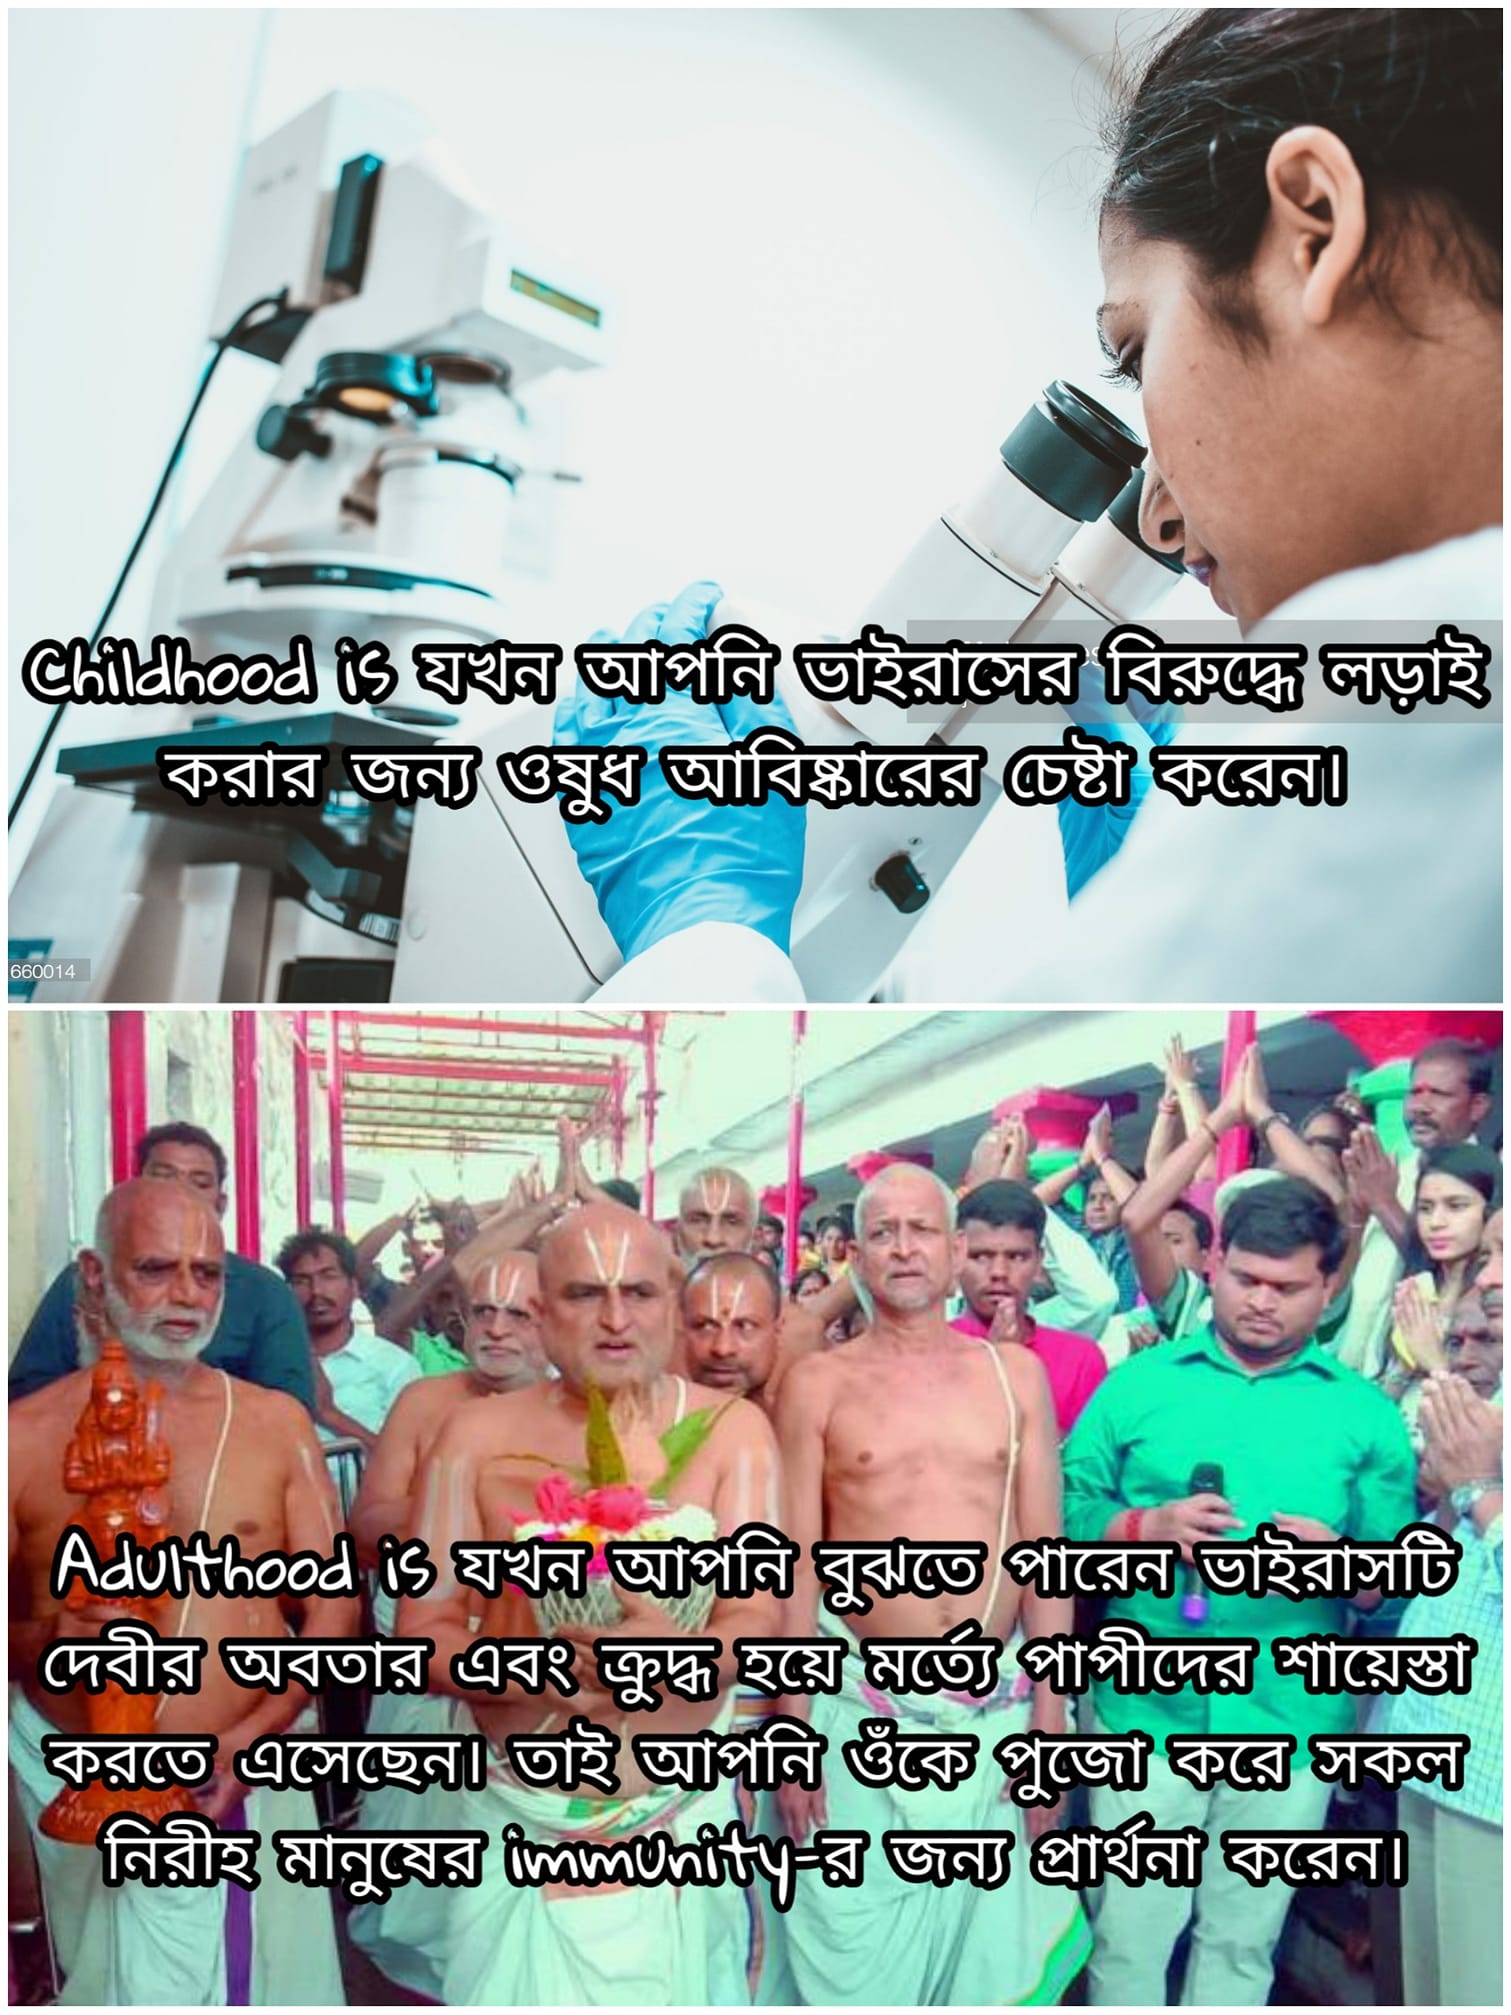 Childhood is যখন আপনি ভাইরাসের বিরুদ্ধে লড়াই
করার জন্য ওষুধ আবিষ্কারের চেষ্টা করেন।
660014
Adulthood is যখন আপনি বুঝতে পারেন ভাইরাসটি
দেবীর অবতার এবং ক্রুদ্ধ হয়ে মর্ত্যে পাপীদের শায়েস্তা
করতে এসেছেন। তাই আপনি ওঁকে পুজো করে সকল
নিরীহ মানুষের immunity-র জন্য প্রার্থনা করেন।